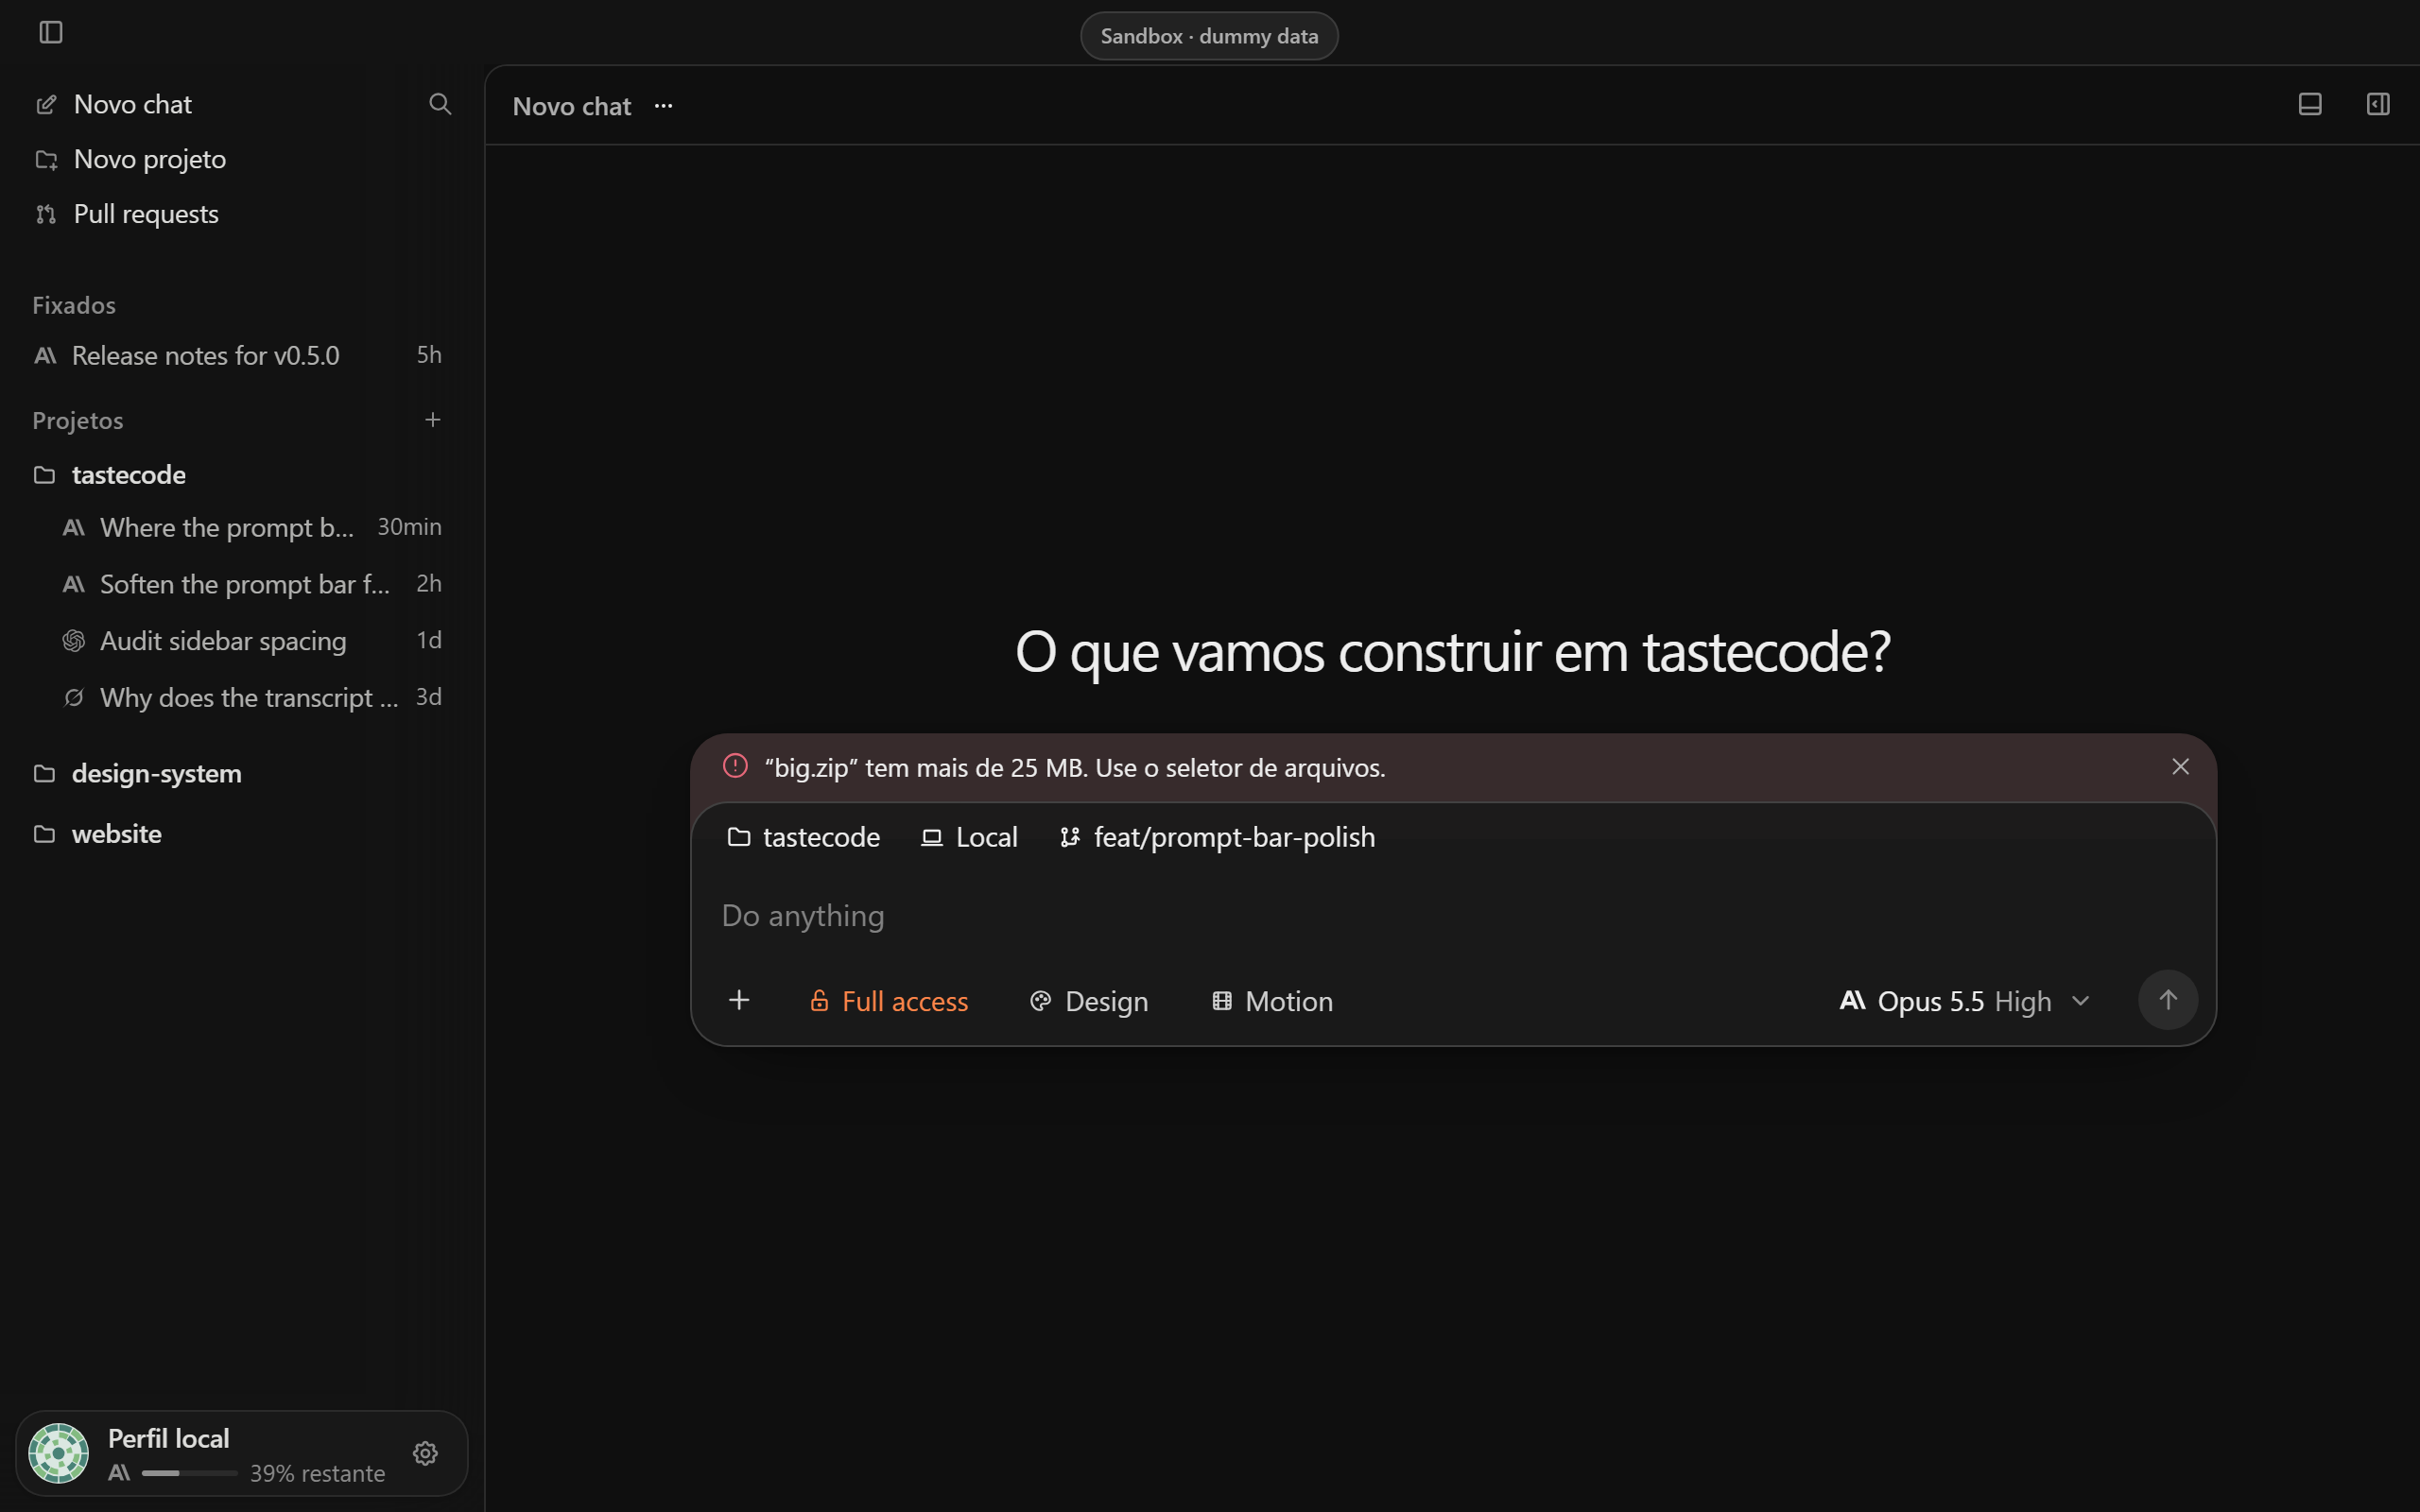 Sandbox · dummy data
Novo chat
Novo projeto
Pull requests
Fixados
Release notes for v0.5.0 5h
Projetos
tastecode
Where the prompt b... 30min
Soften the prompt bar f... 2h
Audit sidebar spacing 1d
Why does the transcript ... 3d
design-system
website
Perfil local
39% restante
Novo chat
O que vamos construir em tastecode?
“big.zip” tem mais de 25 MB. Use o seletor de arquivos.
tastecode Local feat/prompt-bar-polish
Do anything
Full access Design Motion Opus 5.5 High